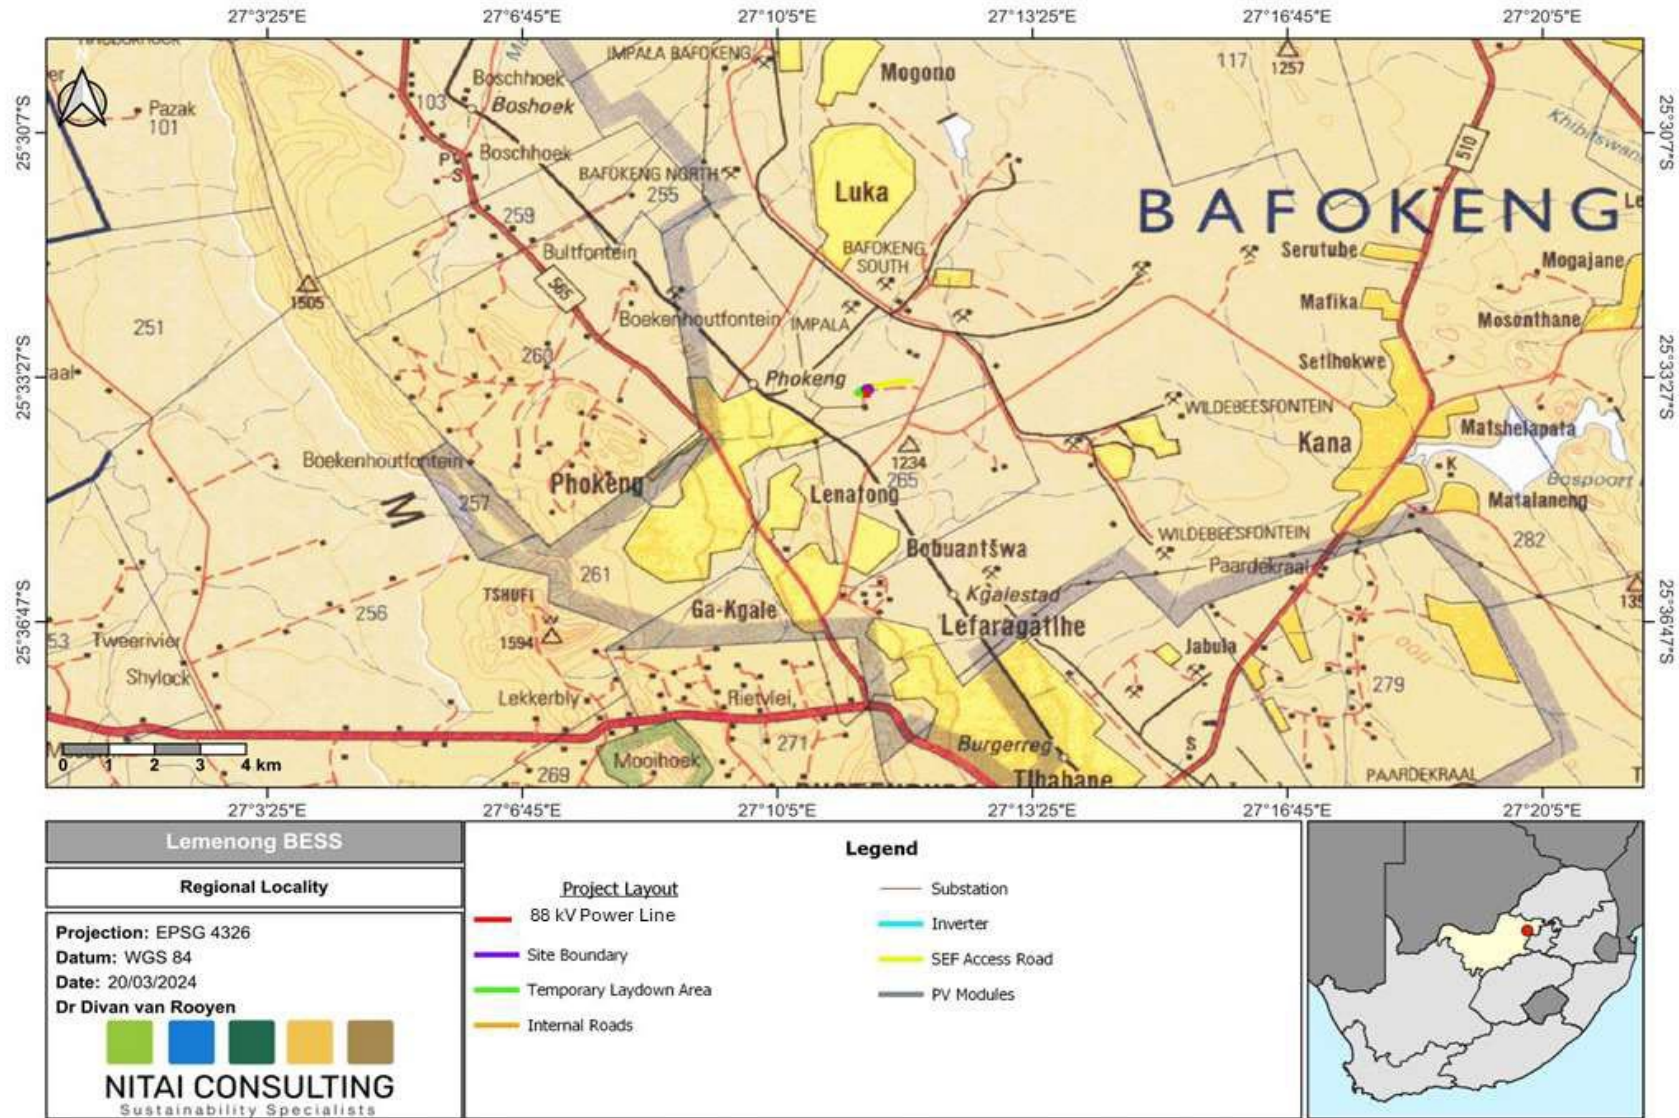 27°3'25"E 27°6'45"E 27°10'5"E 27°13'25"E 27°16'45"E 27°20'5"E
25°30'7"S
25°33'27"S
25°36'47"S
25°30'7"S
25°33'27"S
25°36'47"S
IMPALA BAFOKENG
Mogono
117
1257
er
Boschhoek
103
Boshoek
Pazak
101
Khibitswan
510
Boschhoek
P
S
BAFOKENG NORTH
255
Luka
BAFOKENG
Le
259
Bultfontein
BAFOKENG
SOUTH
Serutube
Mogajane
565
1505
Mafika
251
Boekenhoutfontein
IMPALA
Mosonthane
260
Setlhokwe
aal
Phokeng
WILDEBEESFONTEIN
Matshelapata
Kana
1234
265
K
Boekenhoutfontein
Phokeng
Lenatong
Bospoort
M
257
Matalaneng
WILDEBEESFONTEIN
282
Bobuantšwa
Paardekraal
261
TSHUFI
Kgalestad
256
Ga-Kgale
Lefaragatlhe
53
Tweerivier
1594
Jabula
Shylock
279
Lekkerbly
Rietvlei
Mooihoek
271
Burgerreg
S
269
Tlhabane
PAARDEKRAAL
T
0 1 2 3 4 km
27°3'25"E 27°6'45"E 27°10'5"E 27°13'25"E 27°16'45"E 27°20'5"E
Lemenong BESS
Regional Locality
Projection: EPSG 4326
Datum: WGS 84
Date: 20/03/2024
Dr Divan van Rooyen
NITAI CONSULTING
Sustainability Specialists
Legend
Project Layout
88 kV Power Line
Site Boundary
Temporary Laydown Area
Internal Roads
Substation
Inverter
SEF Access Road
PV Modules